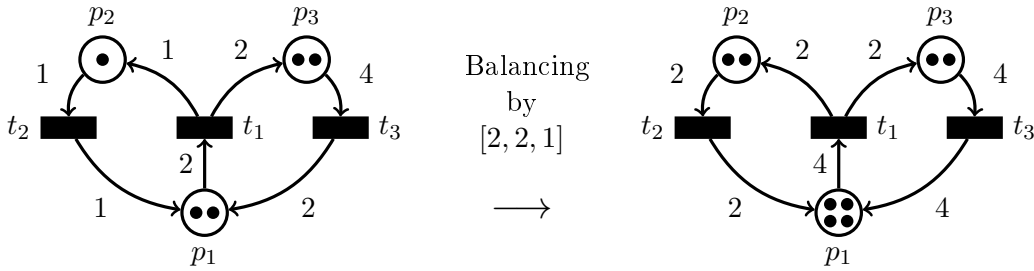 p₂ p₃
1 1 2 4
t₂ t₁ t₃
2
1 2
p₁
Balancing
by
[2, 2, 1]
⟶
p₂ p₃
2 2 2 4
t₂ t₁ t₃
4
2 4
p₁